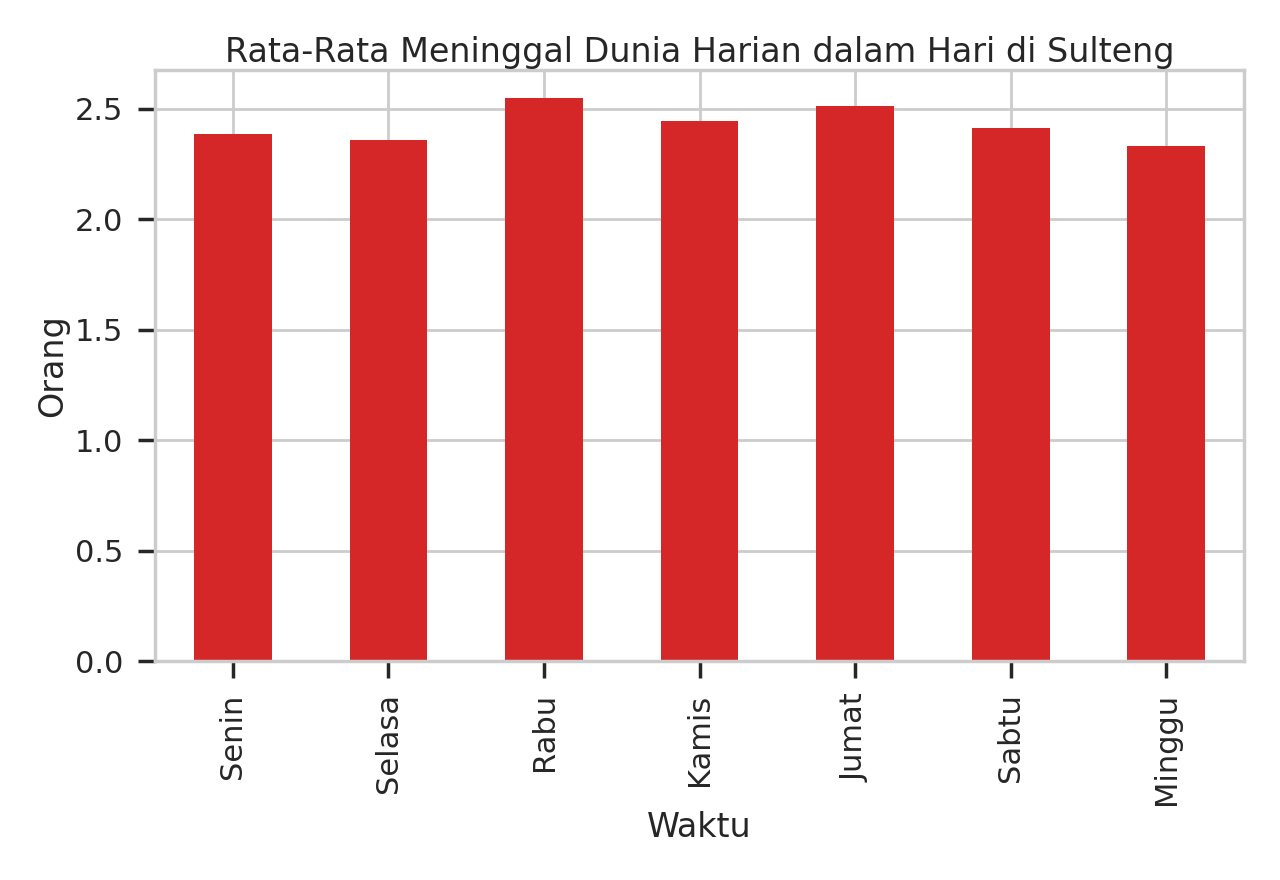 Rata-Rata Meninggal Dunia Harian dalam Hari di Sulteng
Orang
2.5
2.0
1.5
1.0
0.5
0.0
Senin
Selasa
Rabu
Kamis
Jumat
Sabtu
Minggu
Waktu